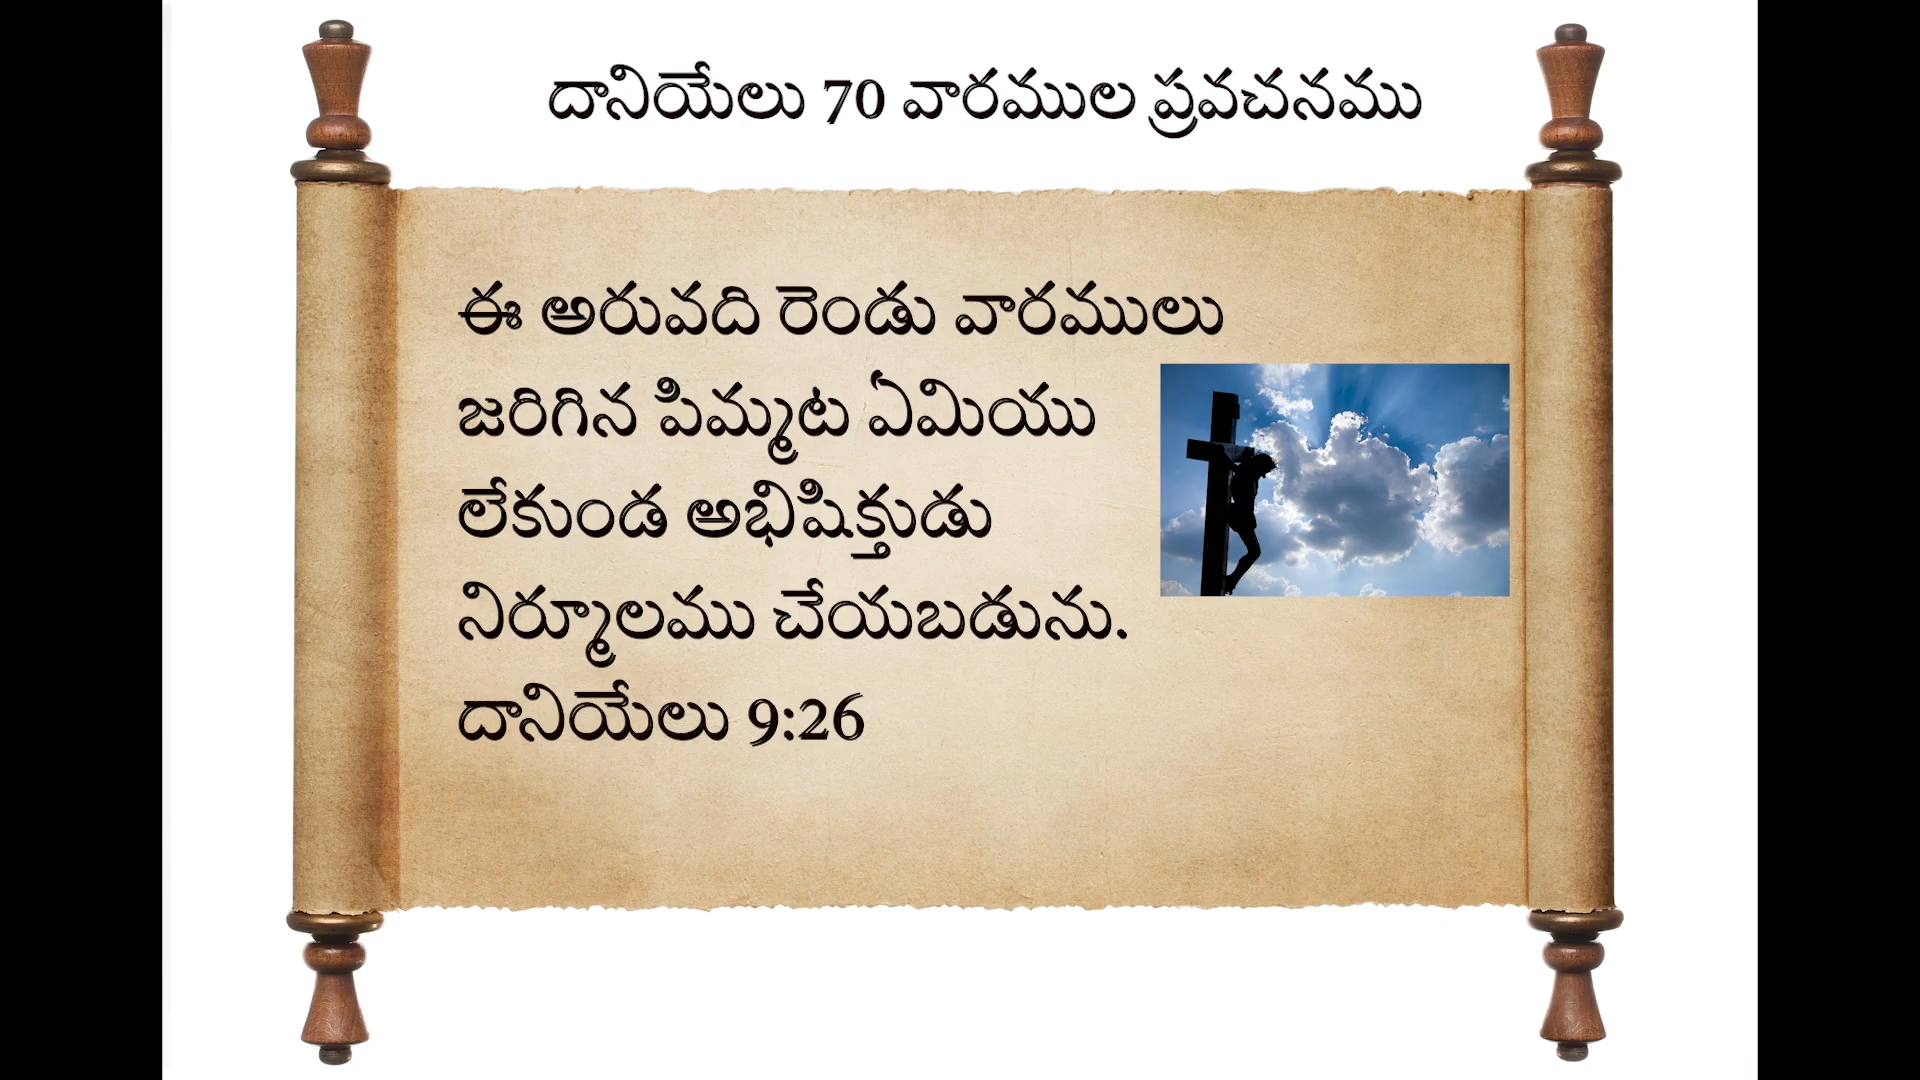 దానియేలు 70 వారముల ప్రవచనము
ఈ అరువది రెండు వారములు
జరిగిన పిమ్మట ఏమియు
లేకుండ అభిషిక్తుడు
నిర్మూలము చేయబడును.
దానియేలు 9:26